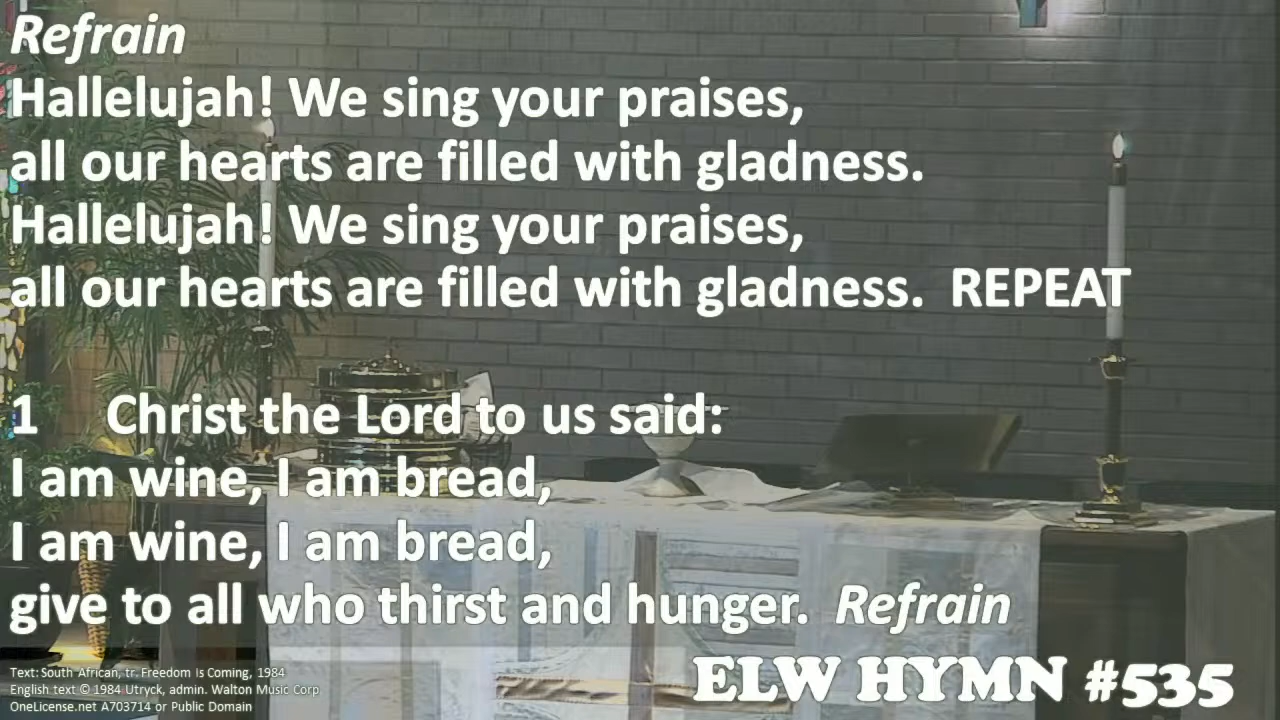 Refrain
Hallelujah! We sing your praises,
all our hearts are filled with gladness.
Hallelujah! We sing your praises,
all our hearts are filled with gladness. REPEAT
1 Christ the Lord to us said:
I am wine, I am bread,
I am wine, I am bread,
give to all who thirst and hunger. Refrain
Text: South African, tr. Freedom Is Coming, 1984
English text © 1984 Utryck, admin. Walton Music Corp
OneLicense.net A703714 or Public Domain
ELW HYMN #535